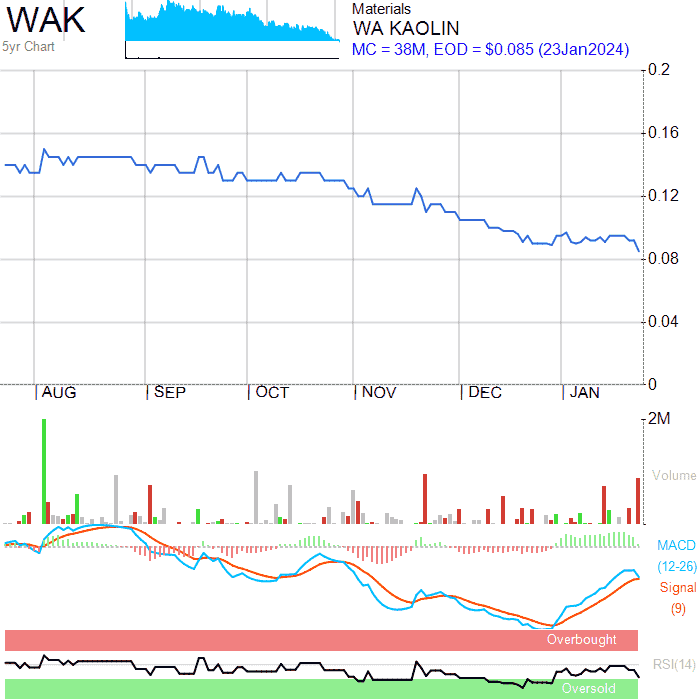 WAK
5yr Chart
Materials
WA KAOLIN
MC = 38M, EOD = $0.085 (23Jan2024)
0.2
0.16
0.12
0.08
0.04
0
AUG SEP OCT NOV DEC JAN
2M
Volume
MACD
(12-26)
Signal
(9)
Overbought
RSI(14)
Oversold